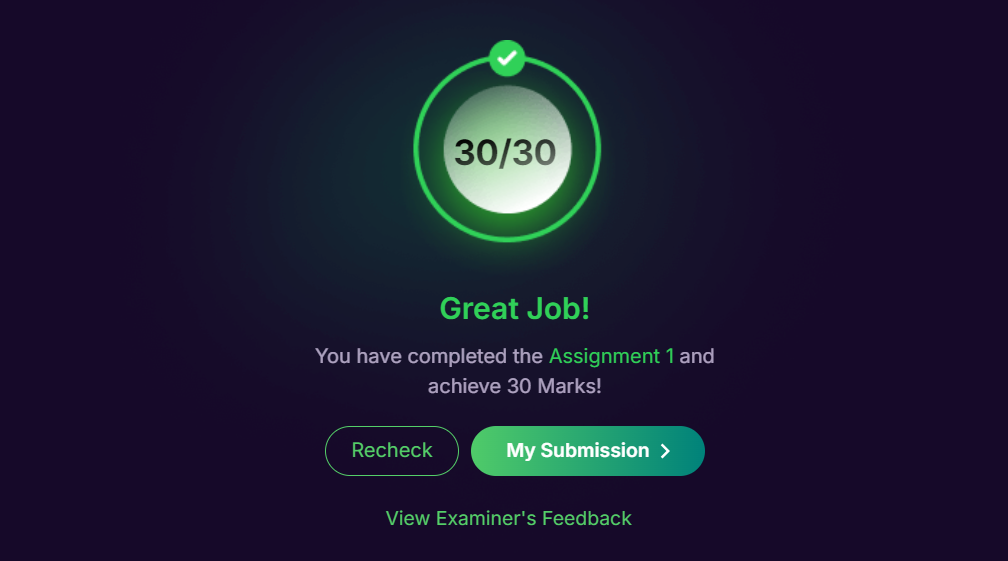 30/30
Great Job!
You have completed the Assignment 1 and
achieve 30 Marks!
Recheck
My Submission
View Examiner's Feedback